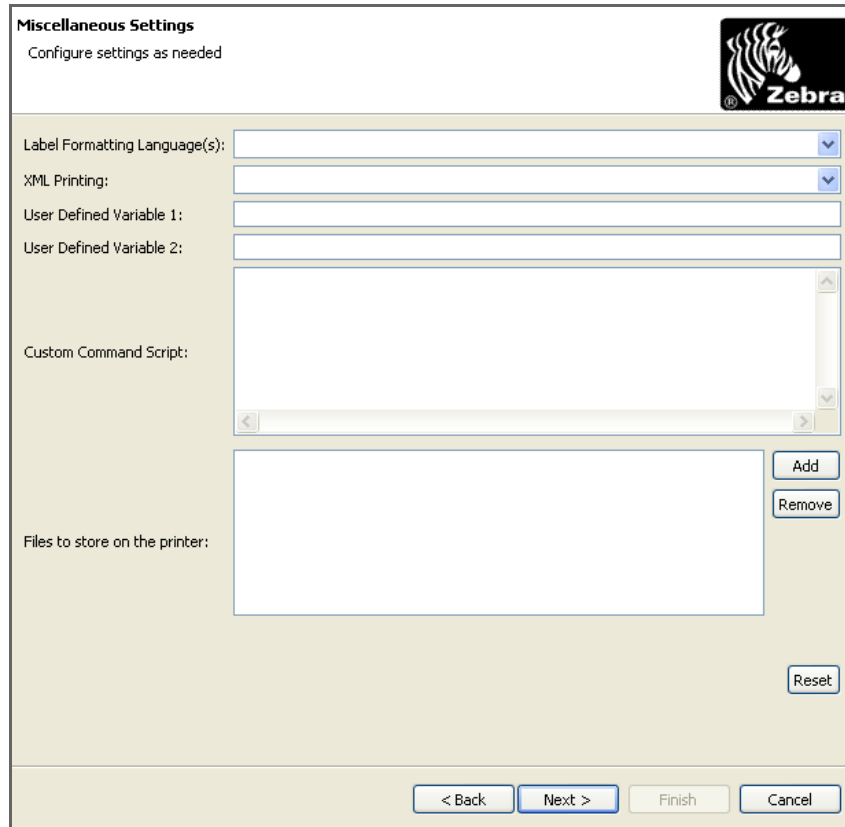 Miscellaneous Settings
Configure settings as needed
® Zebra
Label Formatting Language(s):
XML Printing:
User Defined Variable 1:
User Defined Variable 2:
Custom Command Script:
Add
Remove
Files to store on the printer:
Reset
< Back Next > Finish Cancel